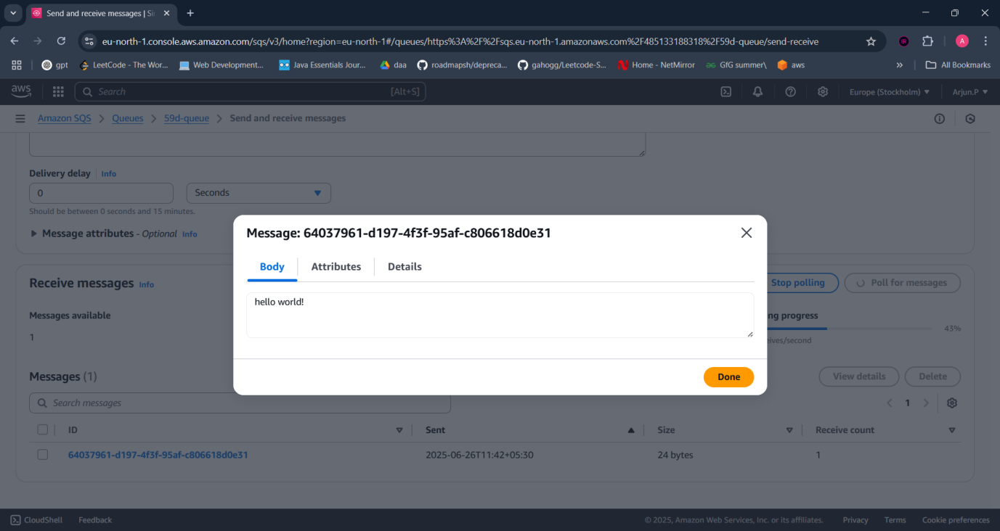 Send and receive messages | Sir
eu-north-1.console.aws.amazon.com/sqs/v3/home?region=eu-north-1#/queues/https%3A%2F%2Fsqs.eu-north-1.amazonaws.com%2F485133188318%2F59d-queue/send-receive
A
gpt LeetCode - The Wor... Web Development... Java Essentials Jour... daa roadmapsh/depreca... gahogg/Leetcode-S... Home - NetMirror GfG summer\ aws » All Bookmarks
aws Search [Alt+S] Europe (Stockholm) Arjun.P
Amazon SQS Queues 59d-queue Send and receive messages
Delivery delay Info
0 Seconds
Should be between 0 seconds and 15 minutes.
Message attributes - Optional Info
Message: 64037961-d197-4f3f-95af-c806618d0e31
Body Attributes Details
hello world!
Done
Receive messages Info Stop polling Poll for messages
Messages available ng progress
1 43%
eives/second
Messages (1) View details Delete
Search messages 1
ID Sent Size Receive count
64037961-d197-4f3f-95af-c806618d0e31 2025-06-26T11:42+05:30 24 bytes 1
CloudShell Feedback © 2025, Amazon Web Services, Inc. or its affiliates. Privacy Terms Cookie preferences